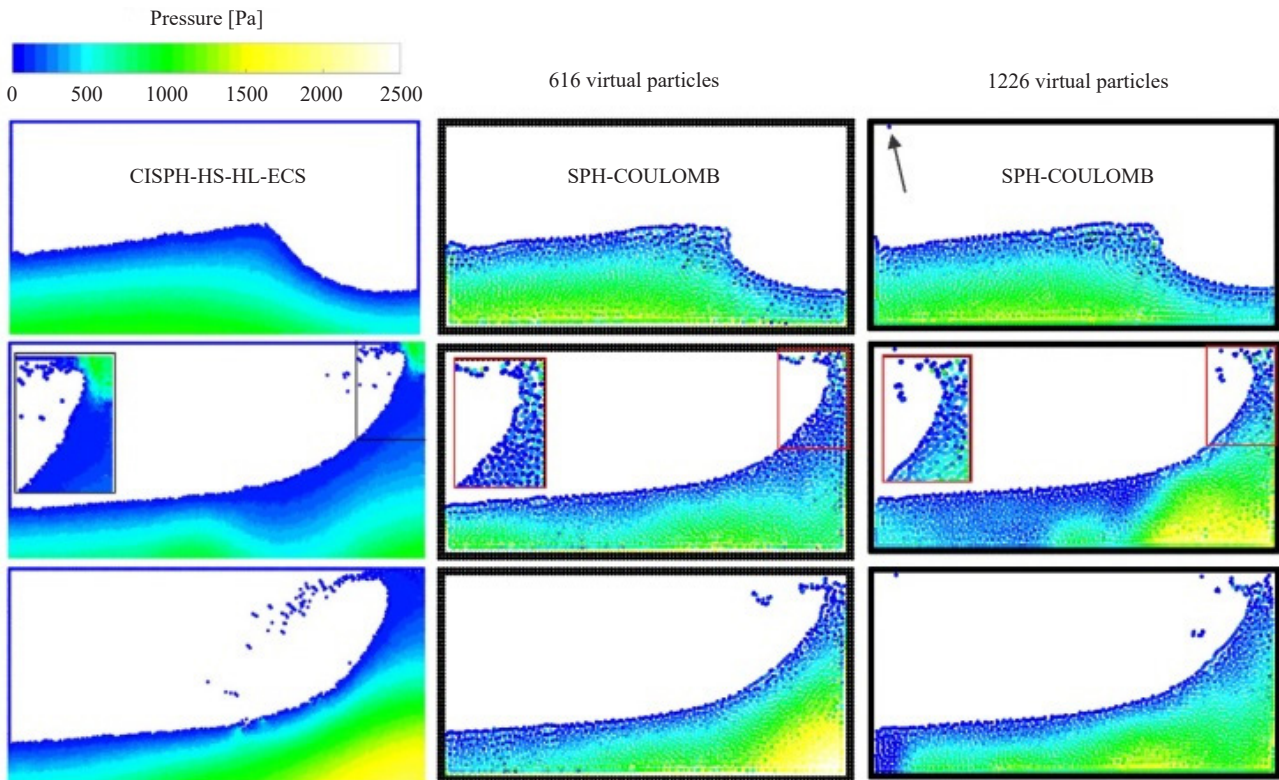 Pressure [Pa]
0 500 1000 1500 2000 2500
616 virtual particles
1226 virtual particles
CISPH-HS-HL-ECS
SPH-COULOMB
SPH-COULOMB